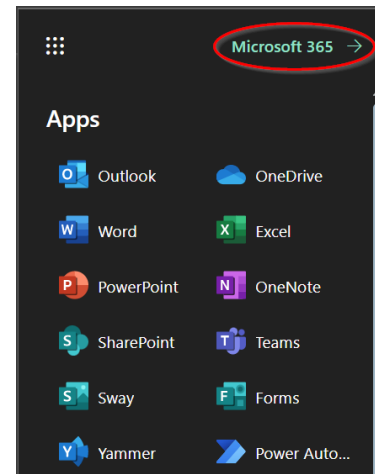 Microsoft 365 →
Apps
Outlook OneDrive
Word Excel
PowerPoint OneNote
SharePoint Teams
Sway Forms
Yammer Power Auto...